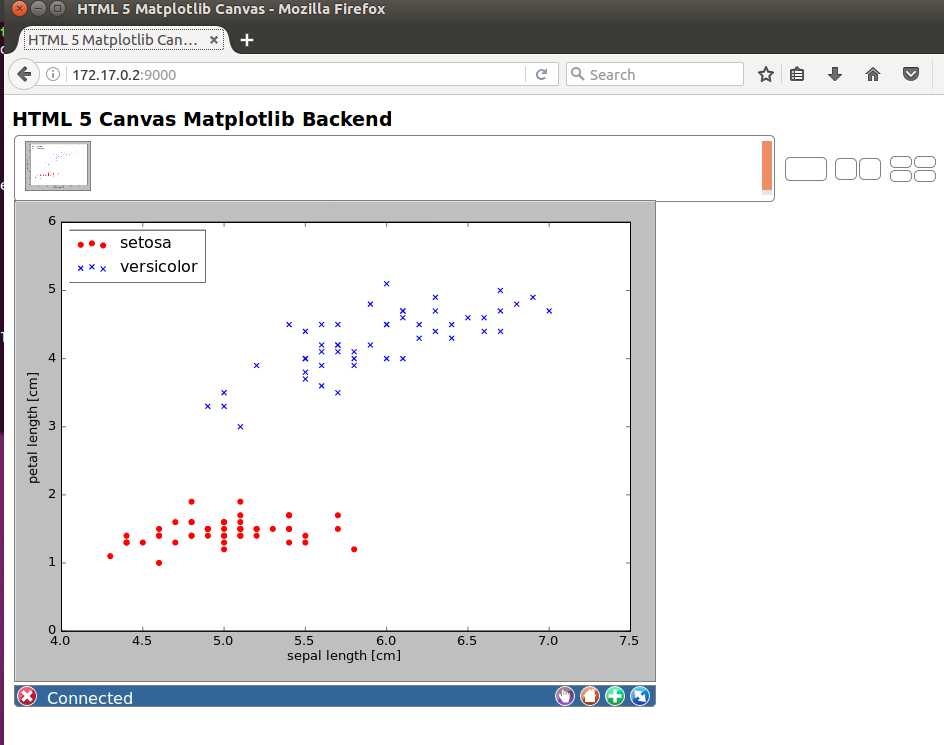 HTML 5 Matplotlib Canvas - Mozilla Firefox
HTML 5 Matplotlib Can...
172.17.0.2:9000
Search
HTML 5 Canvas Matplotlib Backend
setosa
versicolor
6
5
4
3
2
1
0
petal length [cm]
4.0 4.5 5.0 5.5 6.0 6.5 7.0 7.5
sepal length [cm]
Connected